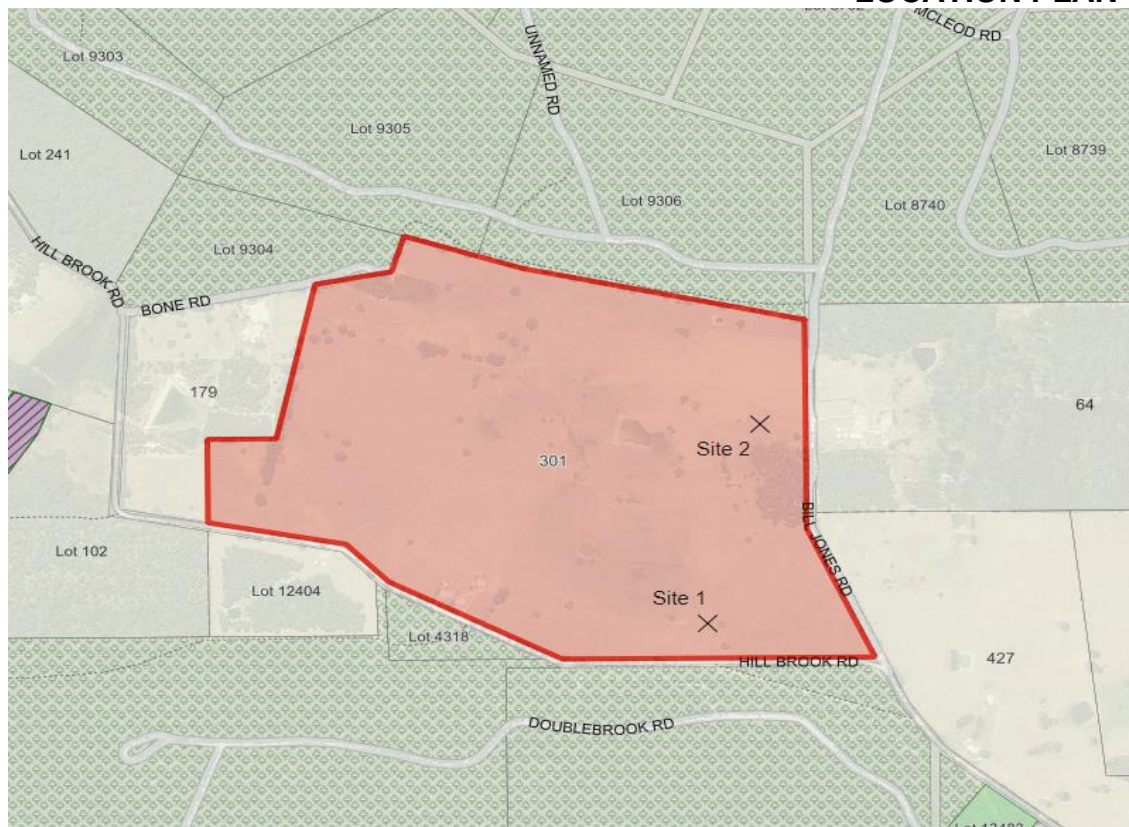 LOCATION PLAN
MCLEOD RD
Lot 9303
UNNAMED RD
Lot 9305
Lot 241
Lot 8739
Lot 9306
Lot 8740
HILL BROOK RD
Lot 9304
BONE RD
179
64
Site 2
301
BILL JONES RD
Lot 102
Lot 12404
Site 1
Lot 4318
HILL BROOK RD
427
DOUBLEBROOK RD